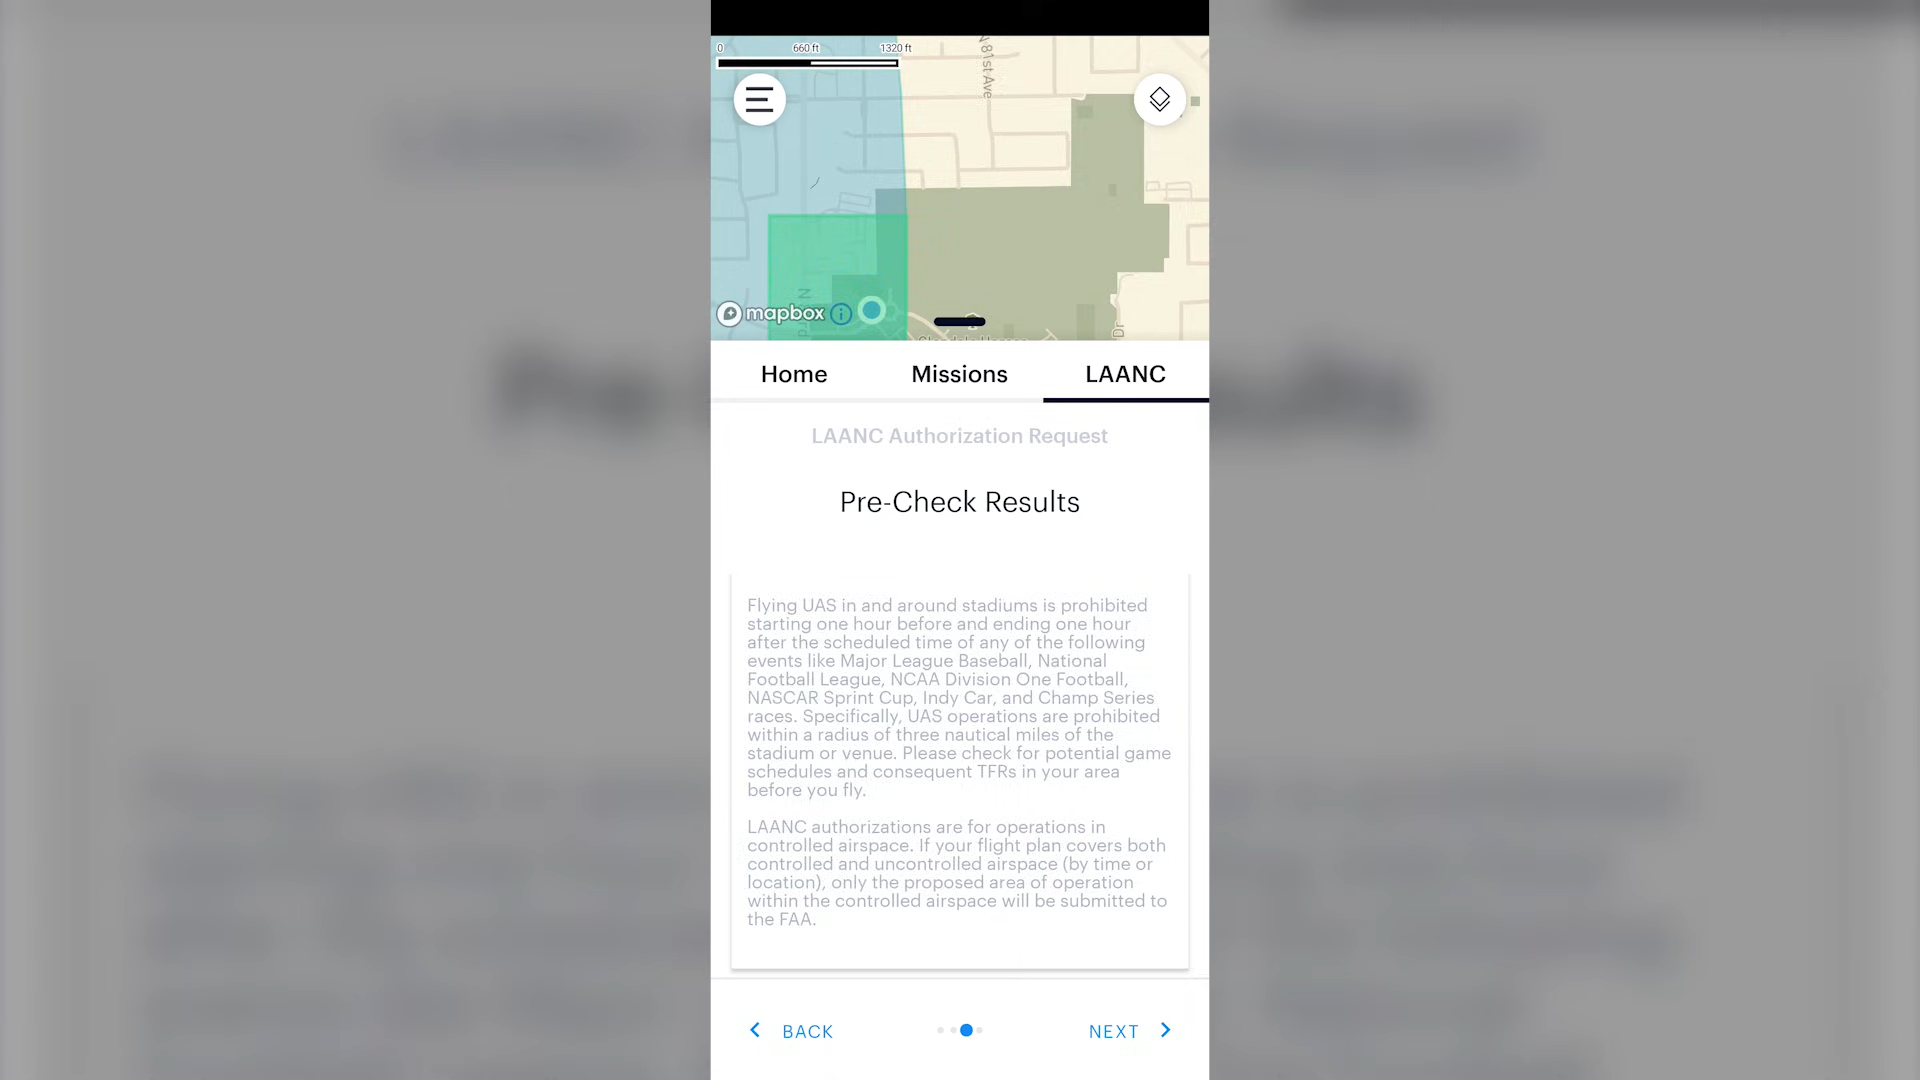 0 660 ft 1320 ft
N 81st Ave
mapbox
Dr
Home Missions LAANC
LAANC Authorization Request
Pre-Check Results
Flying UAS in and around stadiums is prohibited
starting one hour before and ending one hour
after the scheduled time of any of the following
events like Major League Baseball, National
Football League, NCAA Division One Football,
NASCAR Sprint Cup, Indy Car, and Champ Series
races. Specifically, UAS operations are prohibited
within a radius of three nautical miles of the
stadium or venue. Please check for potential game
schedules and consequent TFRs in your area
before you fly.
LAANC authorizations are for operations in
controlled airspace. If your flight plan covers both
controlled and uncontrolled airspace (by time or
location), only the proposed area of operation
within the controlled airspace will be submitted to
the FAA.
BACK NEXT